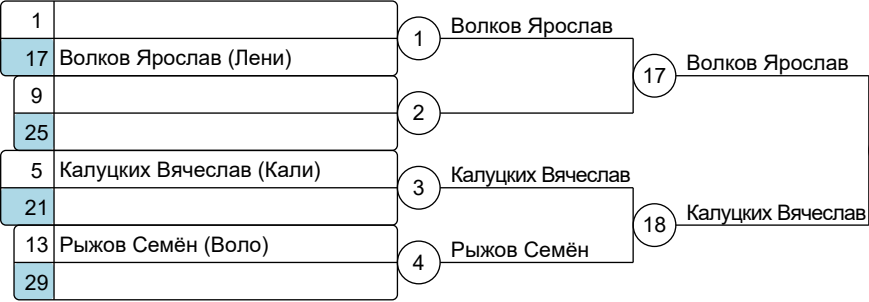 1
17 Волков Ярослав (Лени)
9
25
5 Калуцких Вячеслав (Кали)
21
13 Рыжов Семён (Воло)
29
1 Волков Ярослав
2
3 Калуцких Вячеслав
4 Рыжов Семён
17 Волков Ярослав
18 Калуцких Вячеслав